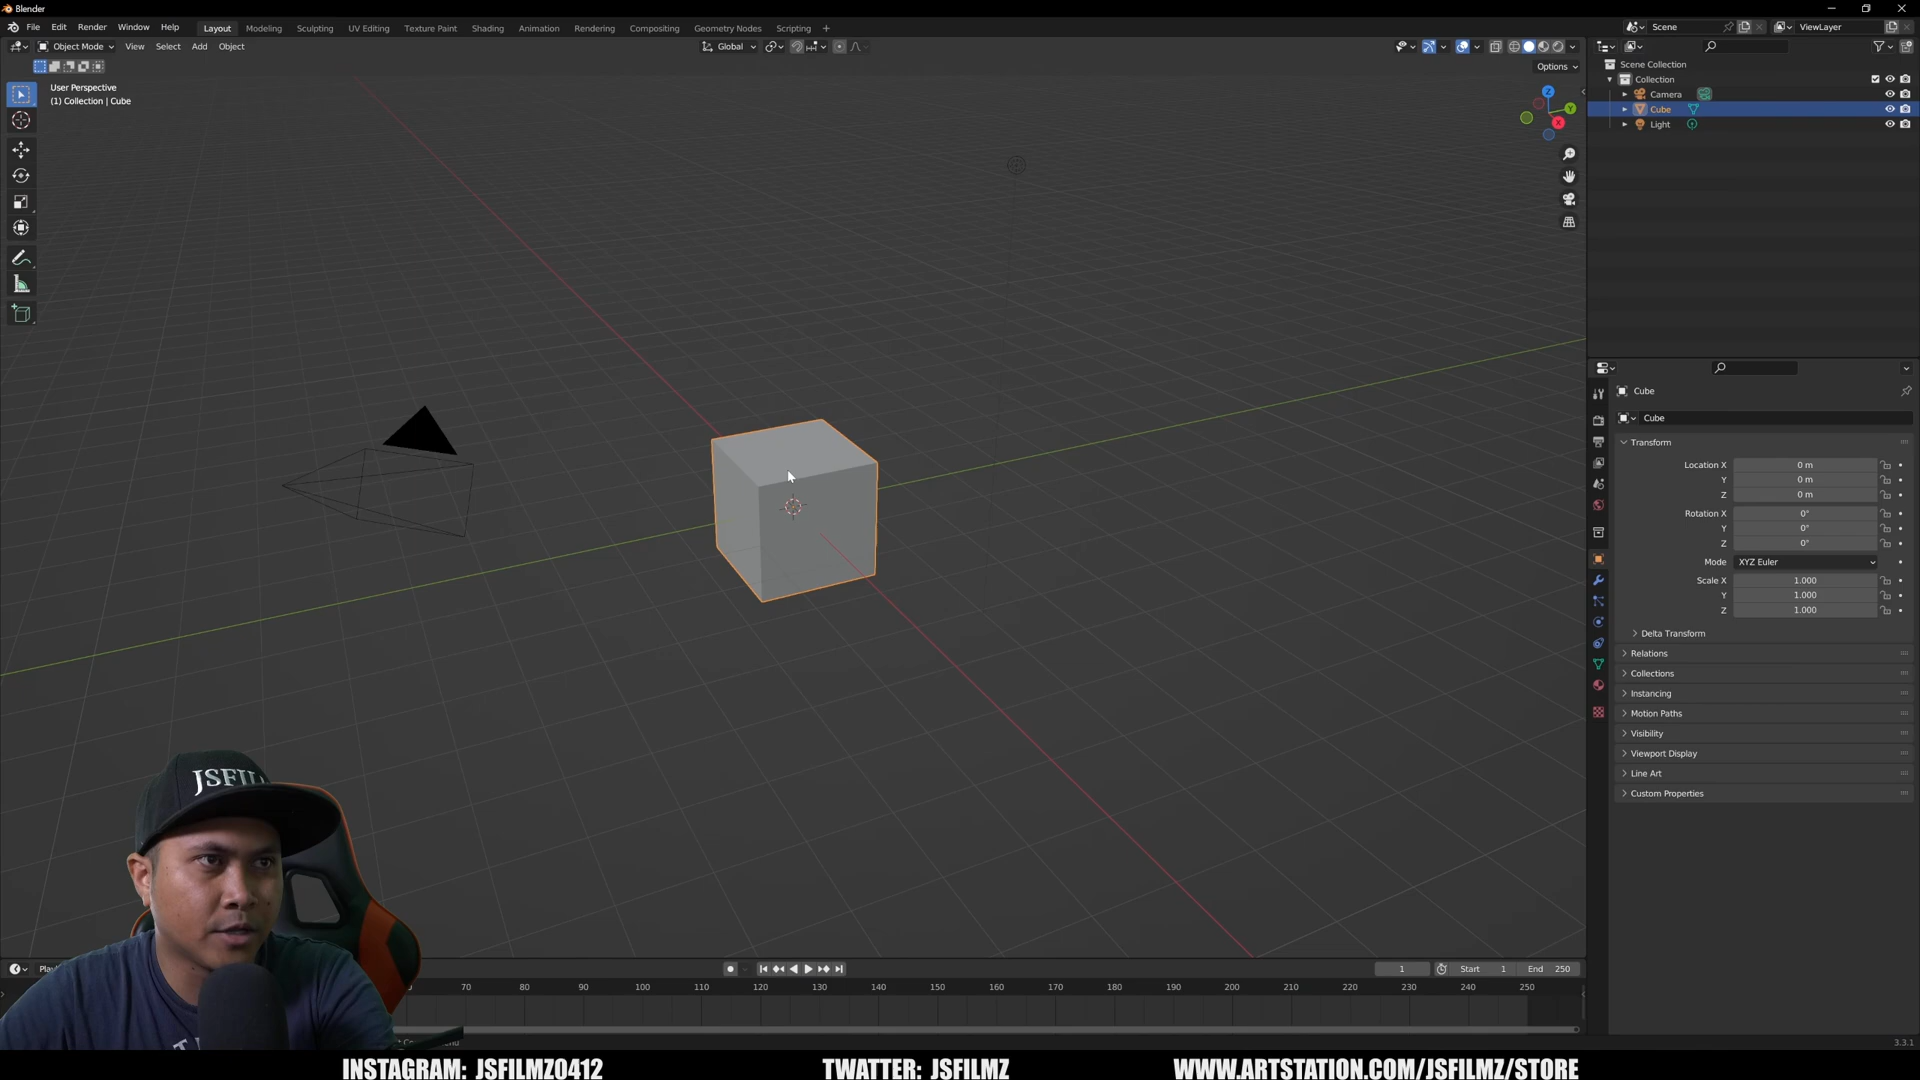 Blender
File Edit Render Window Help Layout Modeling Sculpting UV Editing Texture Paint Shading Animation Rendering Compositing Geometry Nodes Scripting + Scene ViewLayer
Object Mode View Select Add Object Global
Options
User Perspective
(1) Collection | Cube
Z
Y
X
Scene Collection
Collection
Camera
Cube
Light
Cube
Cube
Transform
Location X 0 m
Y 0 m
Z 0 m
Rotation X 0°
Y 0°
Z 0°
Mode XYZ Euler
Scale X 1.000
Y 1.000
Z 1.000
Delta Transform
Relations
Collections
Instancing
Motion Paths
Visibility
Viewport Display
Line Art
Custom Properties
JSFIL
1 Start 1 End 250
70 80 90 100 110 120 130 140 150 160 170 180 190 200 210 220 230 240 250
3.3.1
INSTAGRAM: JSFILMZ0412 TWATTER: JSFILMZ WWW.ARTSTATION.COM/JSFILMZ/STORE